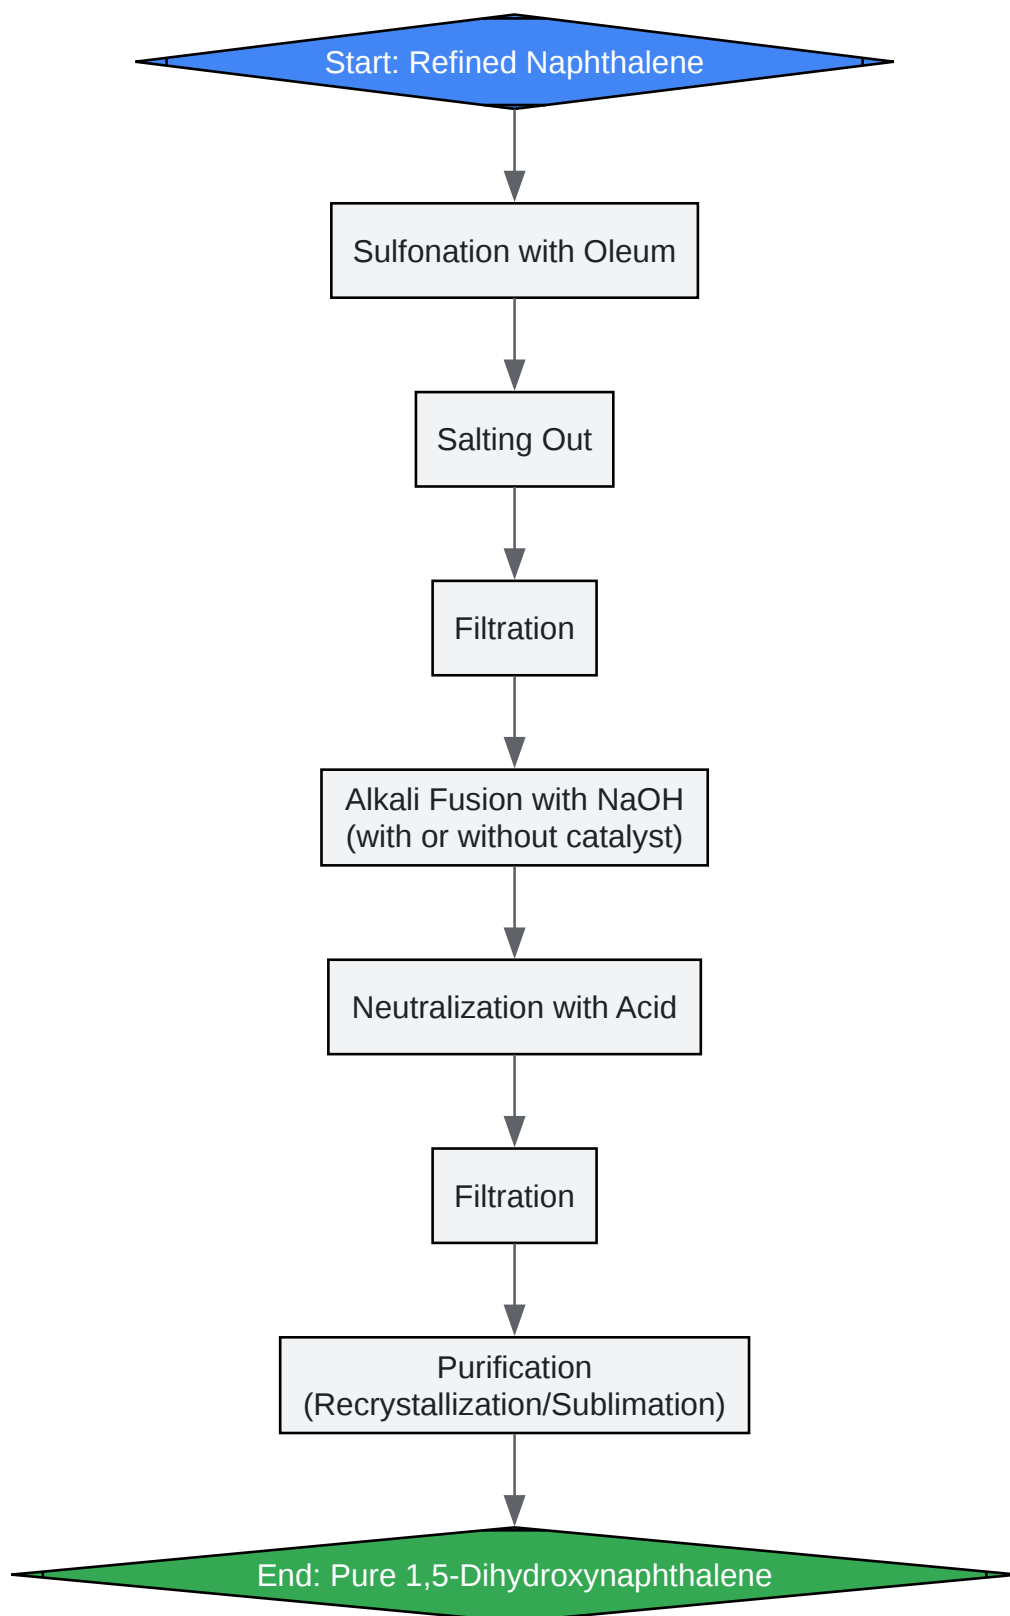 Start: Refined Naphthalene
Sulfonation with Oleum
Salting Out
Filtration
Alkali Fusion with NaOH
(with or without catalyst)
Neutralization with Acid
Filtration
Purification
(Recrystallization/Sublimation)
End: Pure 1,5-Dihydroxynaphthalene